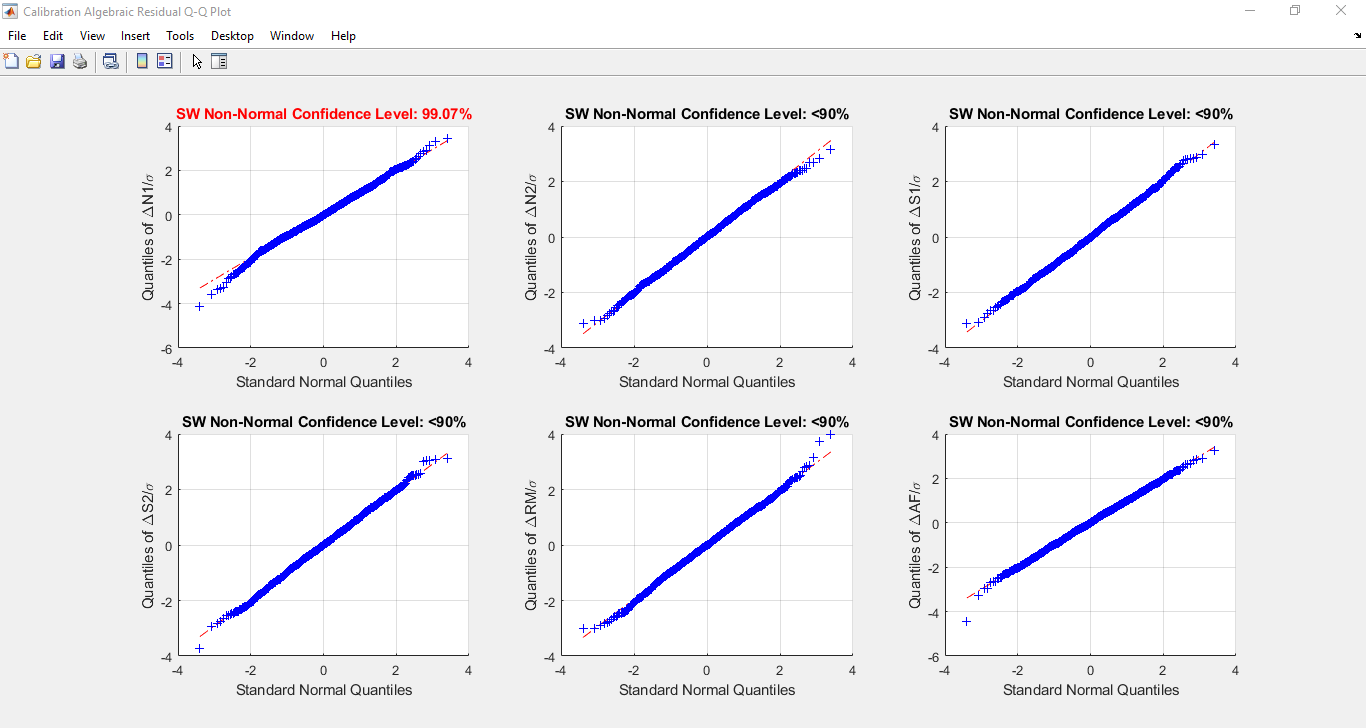 Calibration Algebraic Residual Q-Q Plot
File Edit View Insert Tools Desktop Window Help
SW Non-Normal Confidence Level: 99.07%
4
2
0
-2
-4
-6
Quantiles of △N1/σ
-4 -2 0 2 4
Standard Normal Quantiles
SW Non-Normal Confidence Level: <90%
4
2
0
-2
-4
Quantiles of △N2/σ
-4 -2 0 2 4
Standard Normal Quantiles
SW Non-Normal Confidence Level: <90%
4
2
0
-2
-4
Quantiles of △S1/σ
-4 -2 0 2 4
Standard Normal Quantiles
SW Non-Normal Confidence Level: <90%
4
2
0
-2
-4
Quantiles of △S2/σ
-4 -2 0 2 4
Standard Normal Quantiles
SW Non-Normal Confidence Level: <90%
4
2
0
-2
-4
Quantiles of △RM/σ
-4 -2 0 2 4
Standard Normal Quantiles
SW Non-Normal Confidence Level: <90%
4
2
0
-2
-4
-6
Quantiles of △AF/σ
-4 -2 0 2 4
Standard Normal Quantiles